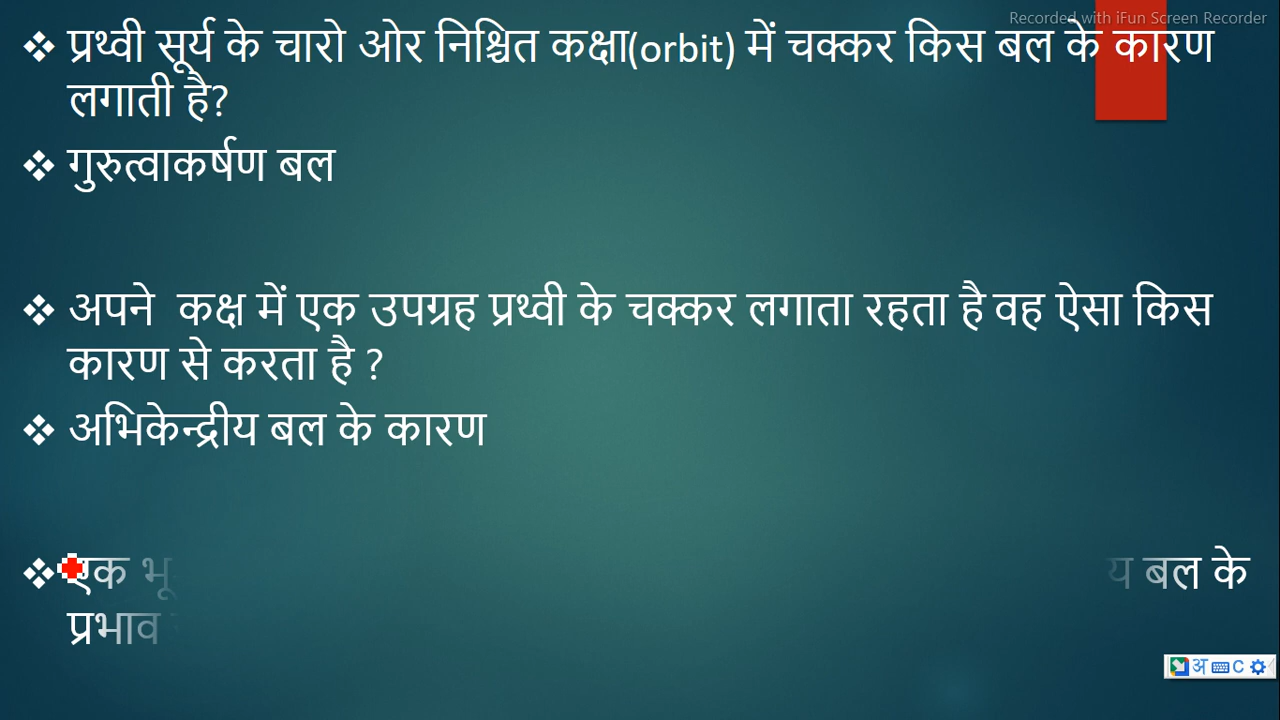 Recorded with iFun Screen Recorder
❖ प्रथ्वी सूर्य के चारो ओर निश्चित कक्षा(orbit) में चक्कर किस बल के कारण
लगाती है?
❖ गुरुत्वाकर्षण बल
❖ अपने कक्ष में एक उपग्रह प्रथ्वी के चक्कर लगाता रहता है वह ऐसा किस
कारण से करता है ?
❖ अभिकेन्द्रीय बल के कारण
❖ एक बल के
प्रभाव
अ C